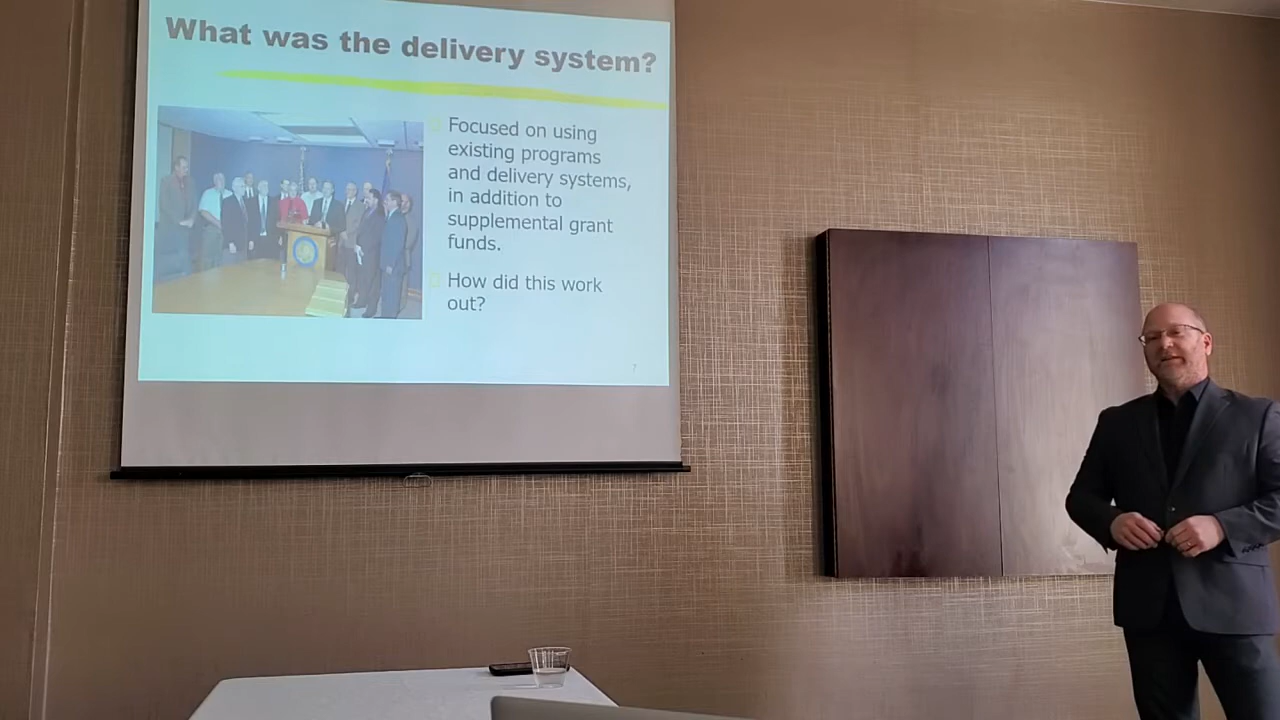 What was the delivery system?
Focused on using
existing programs
and delivery systems,
in addition to
supplemental grant
funds.
How did this work
out?
7